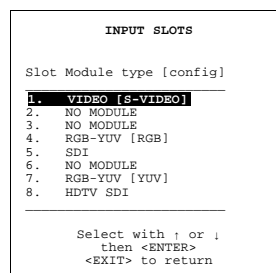 INPUT SLOTS
Slot Module type [config]
1. VIDEO [S-VIDEO]
2. NO MODULE
3. NO MODULE
4. RGB-YUV [RGB]
5. SDI
6. NO MODULE
7. RGB-YUV [YUV]
8. HDTV SDI
Select with ↑ or ↓
then <ENTER>
<EXIT> to return